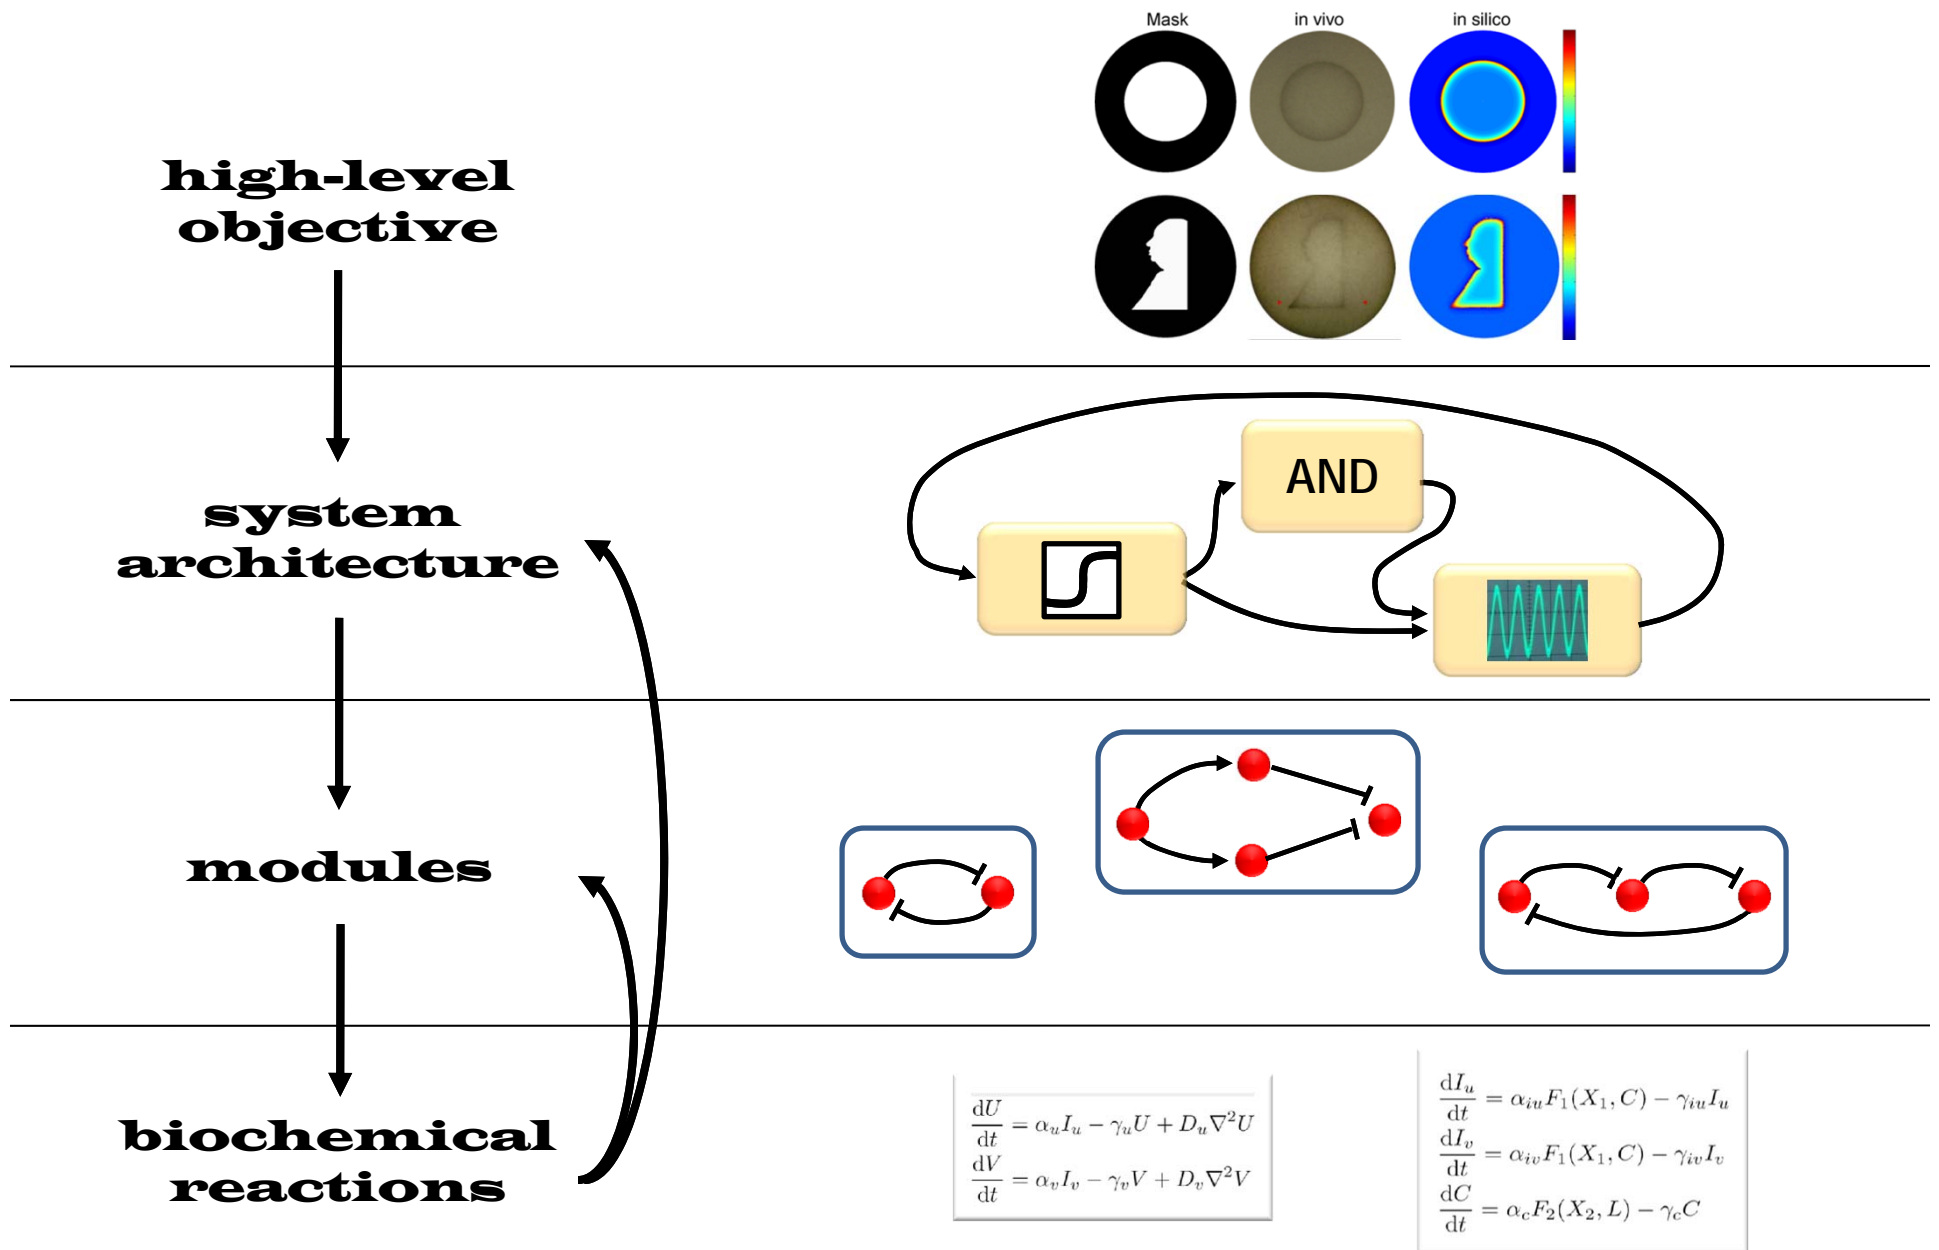 Mask in vivo in silico
high-level
objective
system
architecture
AND
modules
biochemical
reactions
dU/dt = α_u I_u − γ_u U + D_u ∇²U
dV/dt = α_v I_v − γ_v V + D_v ∇²V
dI_u/dt = α_iu F_1(X_1, C) − γ_iu I_u
dI_v/dt = α_iv F_1(X_1, C) − γ_iv I_v
dC/dt = α_c F_2(X_2, L) − γ_c C